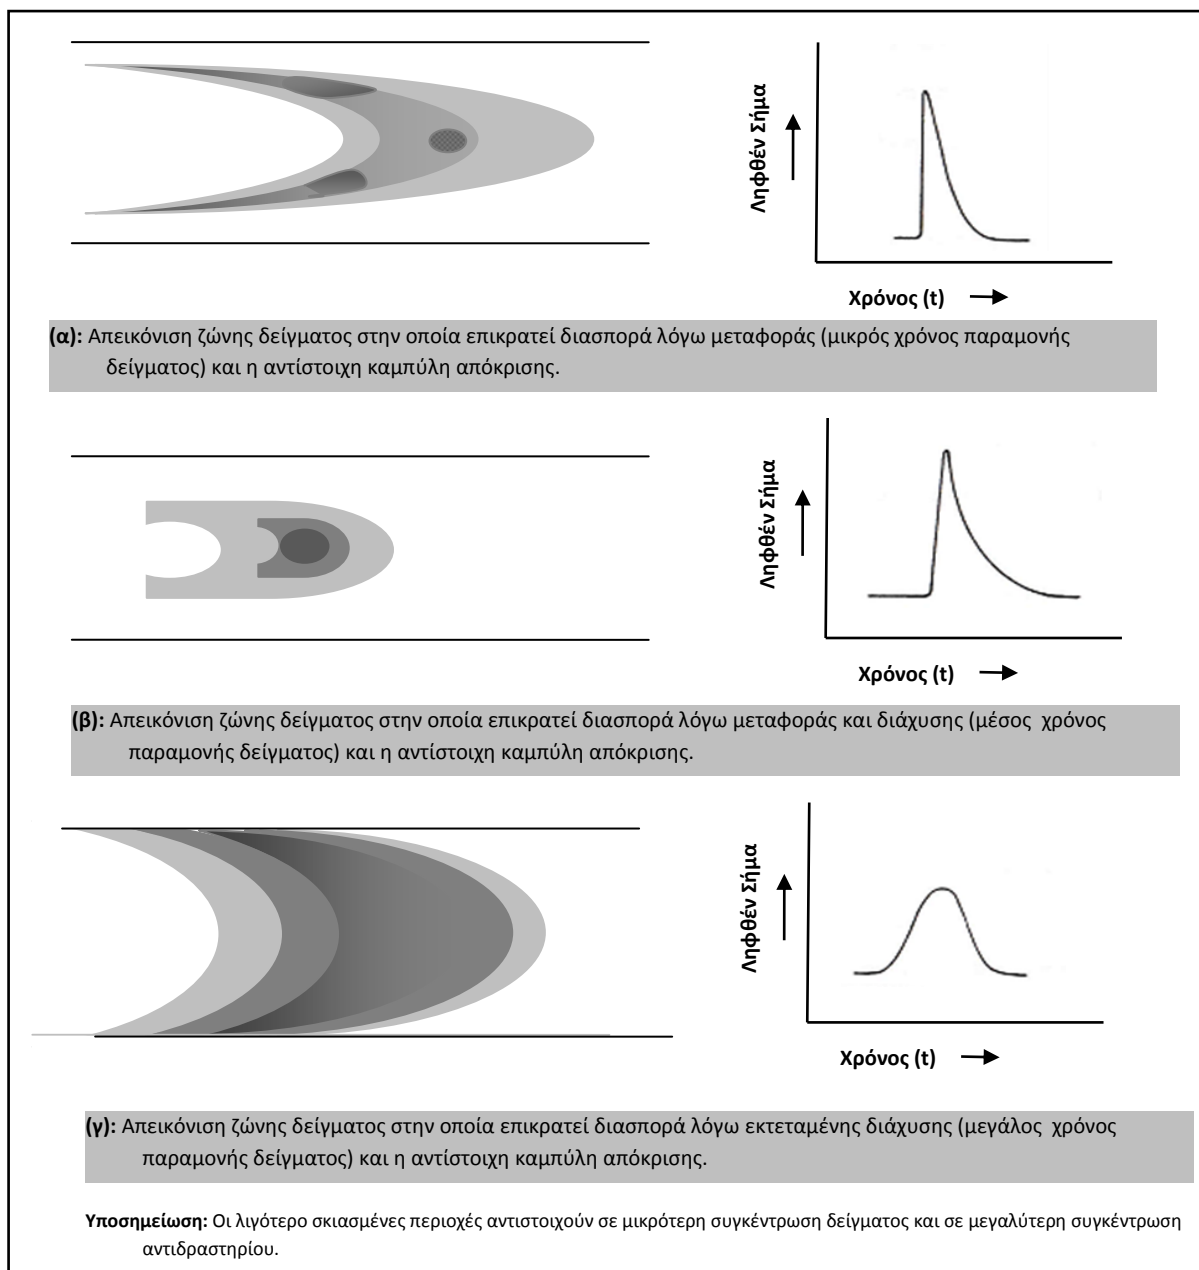 Ληφθέν Σήμα
Χρόνος (t)
(α): Απεικόνιση ζώνης δείγματος στην οποία επικρατεί διασπορά λόγω μεταφοράς (μικρός χρόνος παραμονής
δείγματος) και η αντίστοιχη καμπύλη απόκρισης.
Ληφθέν Σήμα
Χρόνος (t)
(β): Απεικόνιση ζώνης δείγματος στην οποία επικρατεί διασπορά λόγω μεταφοράς και διάχυσης (μέσος χρόνος
παραμονής δείγματος) και η αντίστοιχη καμπύλη απόκρισης.
Ληφθέν Σήμα
Χρόνος (t)
(γ): Απεικόνιση ζώνης δείγματος στην οποία επικρατεί διασπορά λόγω εκτεταμένης διάχυσης (μεγάλος χρόνος
παραμονής δείγματος) και η αντίστοιχη καμπύλη απόκρισης.
Υποσημείωση: Οι λιγότερο σκιασμένες περιοχές αντιστοιχούν σε μικρότερη συγκέντρωση δείγματος και σε μεγαλύτερη συγκέντρωση
αντιδραστηρίου.